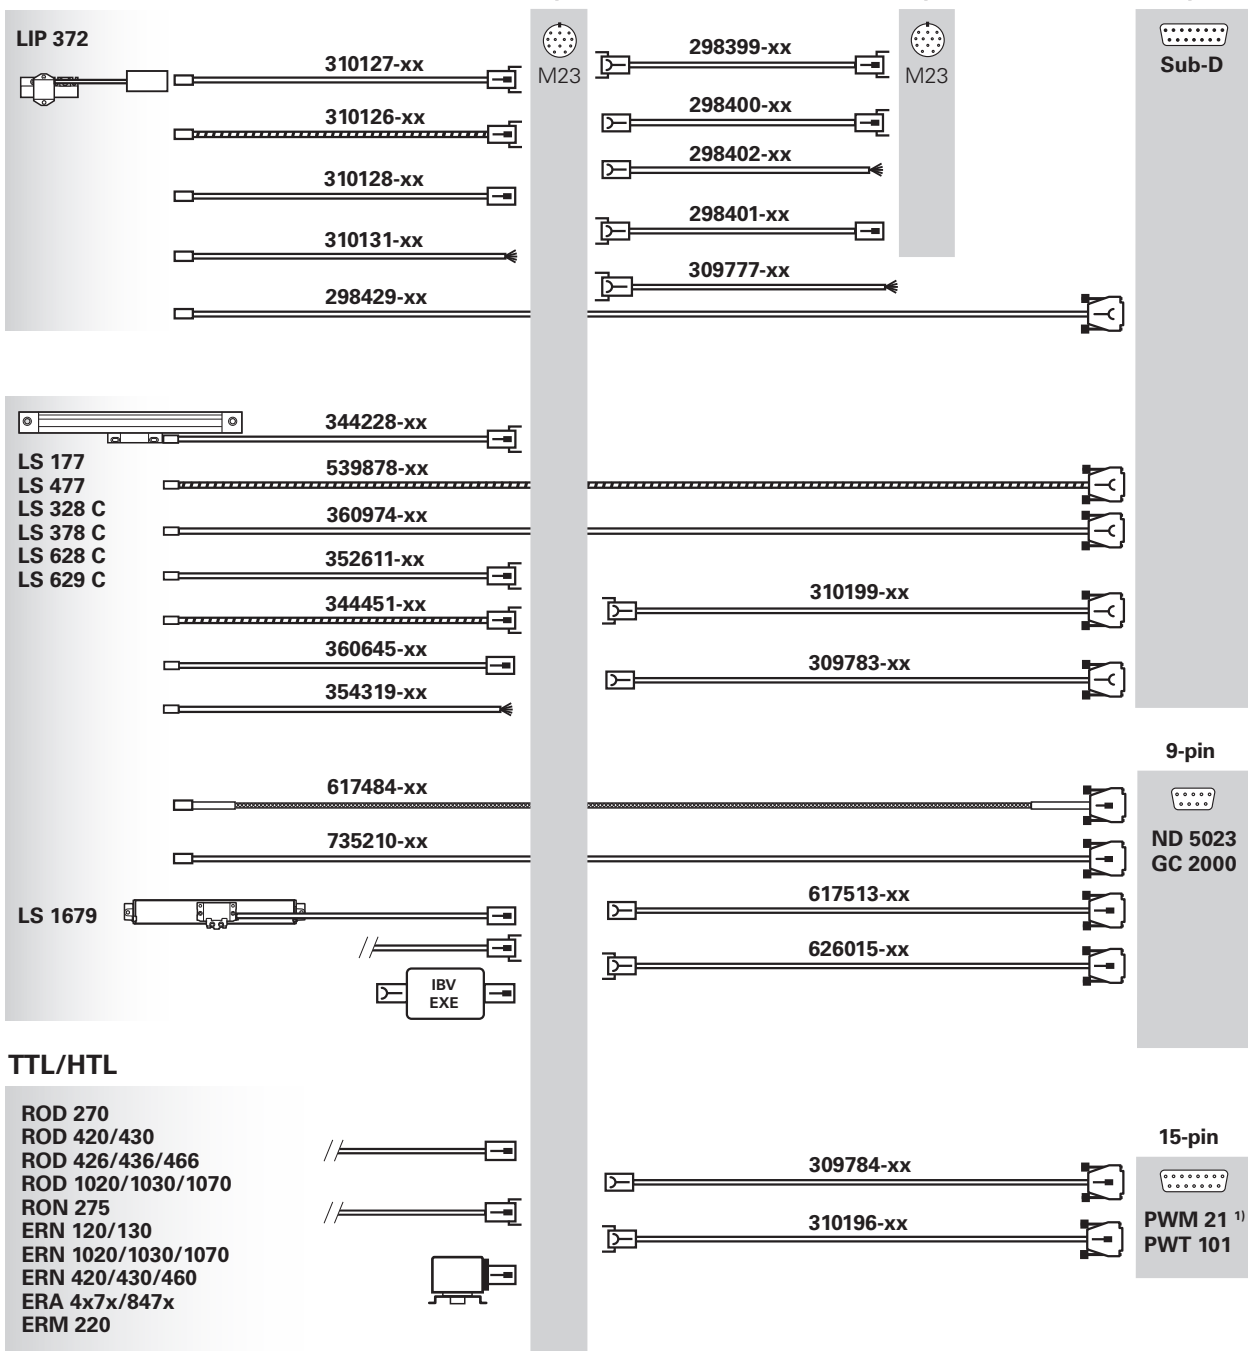 LIP 372
310127-xx
M23
298399-xx
M23
Sub-D
310126-xx
298400-xx
298402-xx
310128-xx
298401-xx
310131-xx
309777-xx
298429-xx
344228-xx
LS 177
LS 477
LS 328 C
LS 378 C
LS 628 C
LS 629 C
539878-xx
360974-xx
352611-xx
310199-xx
344451-xx
360645-xx
309783-xx
354319-xx
9-pin
617484-xx
735210-xx
ND 5023
GC 2000
LS 1679
617513-xx
626015-xx
IBV
EXE
TTL/HTL
ROD 270
ROD 420/430
ROD 426/436/466
ROD 1020/1030/1070
RON 275
ERN 120/130
ERN 1020/1030/1070
ERN 420/430/460
ERA 4x7x/847x
ERM 220
15-pin
309784-xx
310196-xx
PWM 21 1)
PWT 101